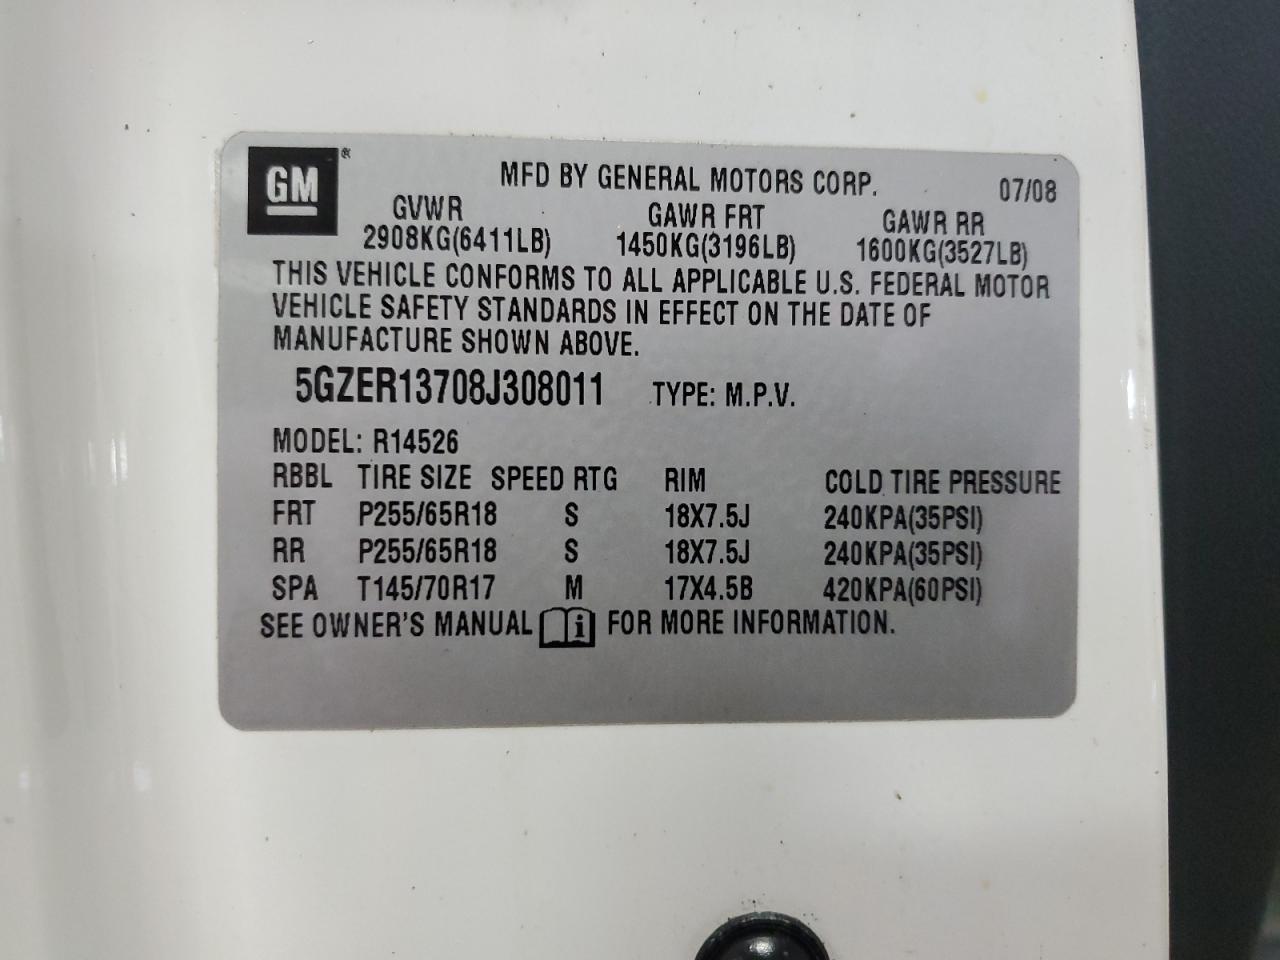 GM®
MFD BY GENERAL MOTORS CORP. 07/08
GVWR GAWR FRT GAWR RR
2908KG(6411LB) 1450KG(3196LB) 1600KG(3527LB)
THIS VEHICLE CONFORMS TO ALL APPLICABLE U.S. FEDERAL MOTOR
VEHICLE SAFETY STANDARDS IN EFFECT ON THE DATE OF
MANUFACTURE SHOWN ABOVE.
5GZER13708J308011 TYPE: M.P.V.
MODEL: R14526
RBBL TIRE SIZE SPEED RTG RIM COLD TIRE PRESSURE
FRT P255/65R18 S 18X7.5J 240KPA(35PSI)
RR P255/65R18 S 18X7.5J 240KPA(35PSI)
SPA T145/70R17 M 17X4.5B 420KPA(60PSI)
SEE OWNER'S MANUAL i FOR MORE INFORMATION.